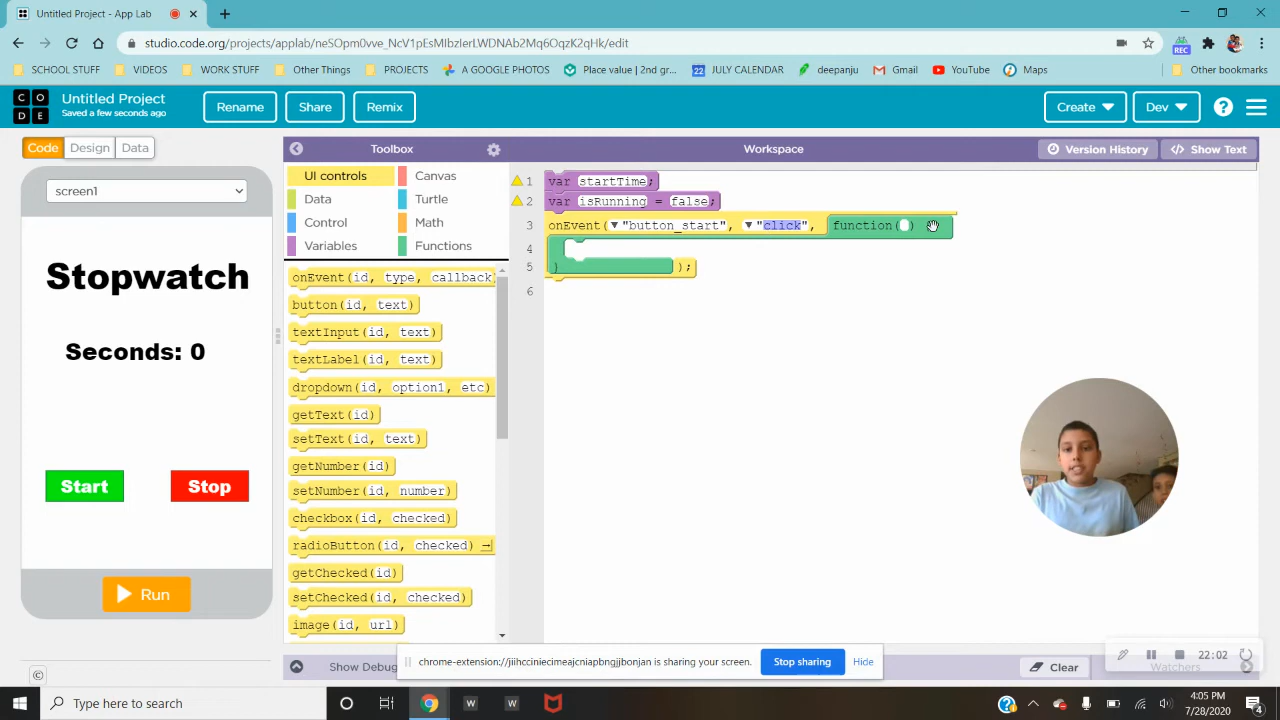 Untitled Project - App Lab
studio.code.org/projects/applab/neSOpm0vve_NcV1pEsMIbzIerLWDNAb2Mq6OqzK2qHk/edit
REC
SCHOOL STUFF
VIDEOS
WORK STUFF
Other Things
PROJECTS
A GOOGLE PHOTOS
Place value | 2nd gr...
22
JULY CALENDAR
deepanju
Gmail
YouTube
Maps
Other bookmarks
C O
D E
Untitled Project
Saved a few seconds ago
Rename
Share
Remix
Create
Dev
?
Code
Design
Data
Toolbox
Workspace
Version History
Show Text
screen1
Stopwatch
Seconds: 0
Start
Stop
Run
UI controls
Canvas
Data
Turtle
Control
Math
Variables
Functions
onEvent(id, type, callback
button(id, text)
textInput(id, text)
textLabel(id, text)
dropdown(id, option1, etc)
getText(id)
setText(id, text)
getNumber(id)
setNumber(id, number)
checkbox(id, checked)
radioButton(id, checked)
getChecked(id)
setChecked(id, checked)
image(id, url)
1 var startTime;
2 var isRunning = false;
3 onEvent( "button_start", "click", function( )
4
5 } );
6
©
Show Debug
chrome-extension://jiihcciniecimeajcniapbngjjbonjan is sharing your screen.
Stop sharing
Hide
Clear
Watchers
22:02
Type here to search
W
W
4:05 PM
7/28/2020
4